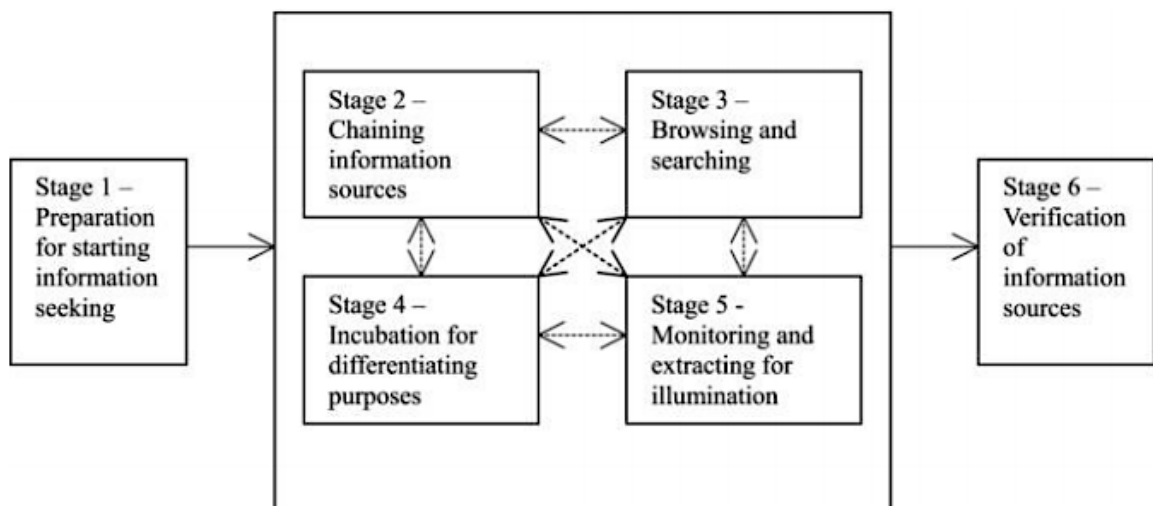 Stage 1 –
Preparation
for starting
information
seeking
Stage 2 –
Chaining
information
sources
Stage 3 –
Browsing and
searching
Stage 4 –
Incubation for
differentiating
purposes
Stage 5 -
Monitoring and
extracting for
illumination
Stage 6 –
Verification
of
information
sources